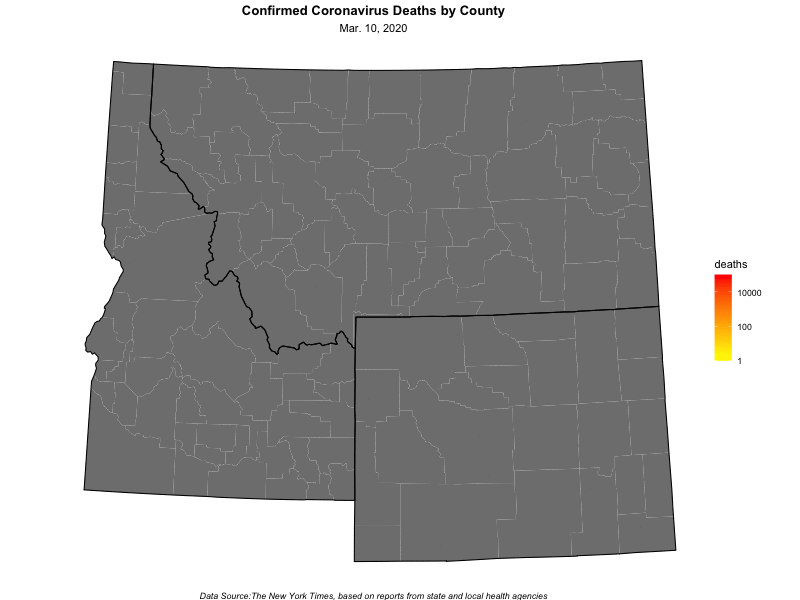 Confirmed Coronavirus Deaths by County
Mar. 10, 2020
deaths
10000
100
1
Data Source:The New York Times, based on reports from state and local health agencies